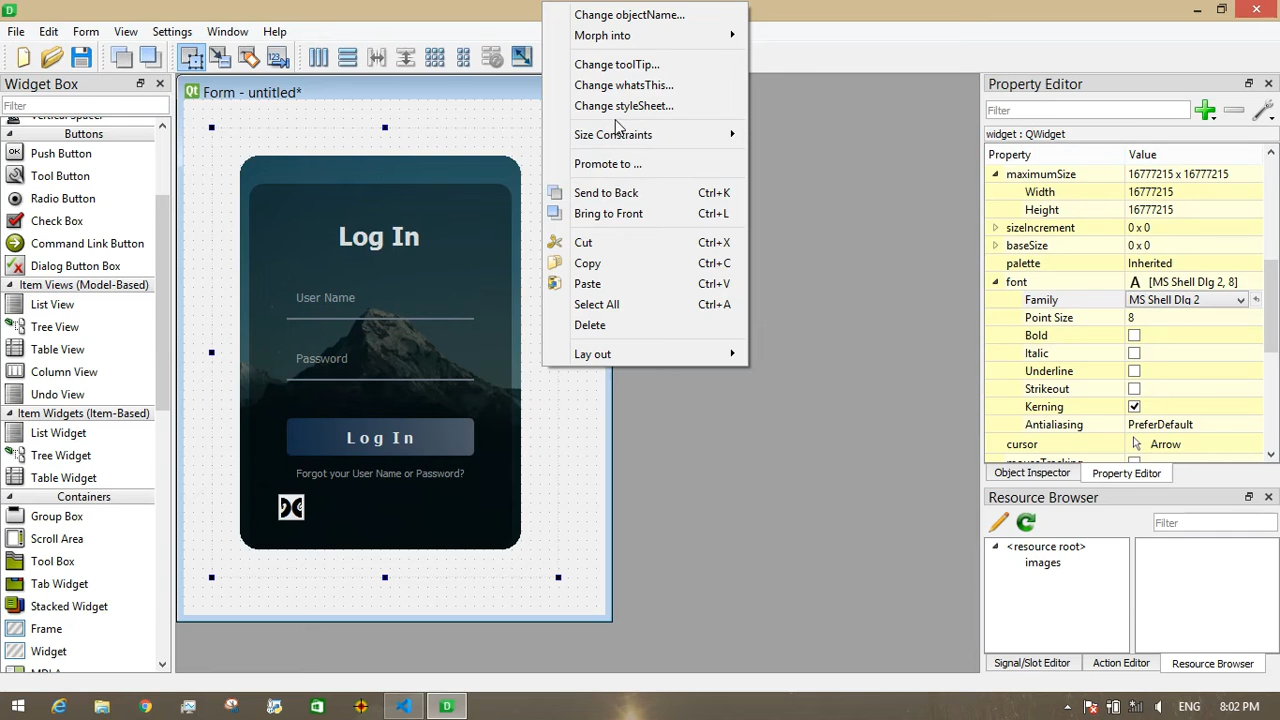 File Edit Form View Settings Window Help
Widget Box
Filter
Buttons
Push Button
Tool Button
Radio Button
Check Box
Command Link Button
Dialog Button Box
Item Views (Model-Based)
List View
Tree View
Table View
Column View
Undo View
Item Widgets (Item-Based)
List Widget
Tree Widget
Table Widget
Containers
Group Box
Scroll Area
Tool Box
Tab Widget
Stacked Widget
Frame
Widget
Qt Form - untitled*
Log In
User Name
Password
Log In
Forgot your User Name or Password?
Change objectName...
Morph into
Change toolTip...
Change whatsThis...
Change styleSheet...
Size Constraints
Promote to ...
Send to Back Ctrl+K
Bring to Front Ctrl+L
Cut Ctrl+X
Copy Ctrl+C
Paste Ctrl+V
Select All Ctrl+A
Delete
Lay out
Property Editor
Filter
widget : QWidget
Property Value
maximumSize 16777215 x 16777215
Width 16777215
Height 16777215
sizeIncrement 0 x 0
baseSize 0 x 0
palette Inherited
font A [MS Shell Dlg 2, 8]
Family MS Shell Dlg 2
Point Size 8
Bold
Italic
Underline
Strikeout
Kerning
Antialiasing PreferDefault
cursor Arrow
Object Inspector Property Editor
Resource Browser
Filter
<resource root>
images
Signal/Slot Editor Action Editor Resource Browser
ENG 8:02 PM